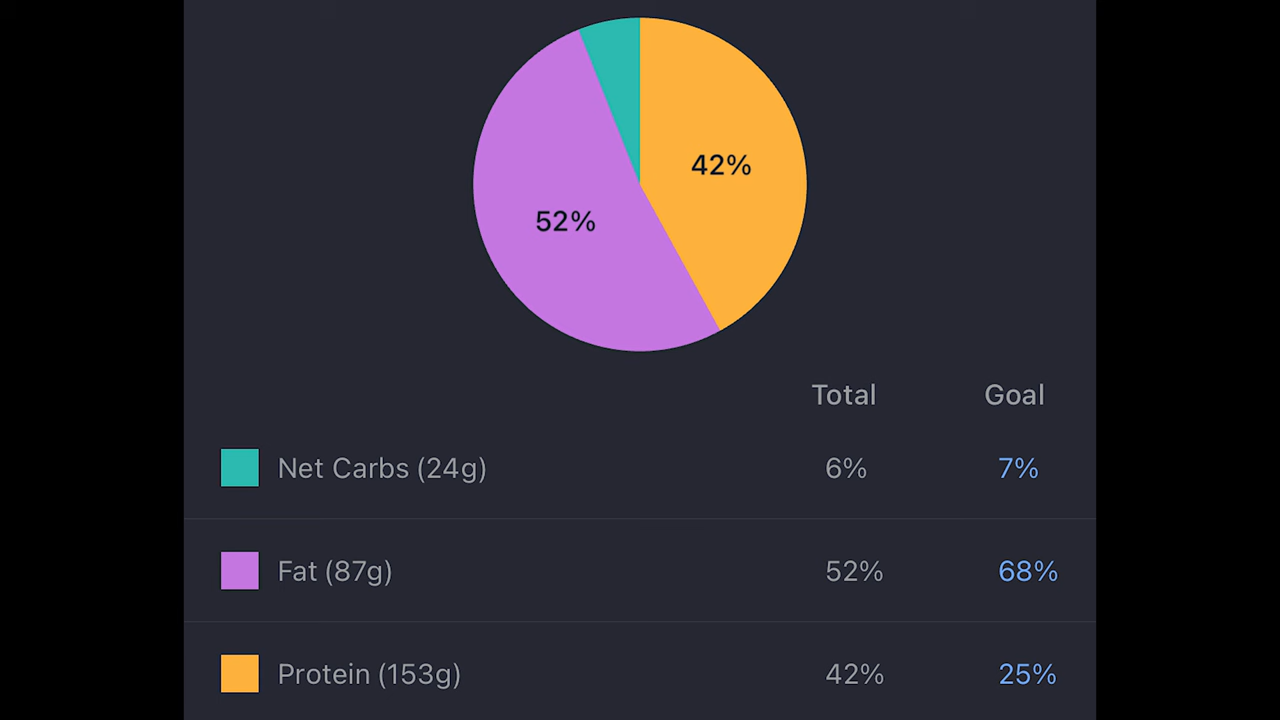 42%
52%
Total Goal
Net Carbs (24g) 6% 7%
Fat (87g) 52% 68%
Protein (153g) 42% 25%